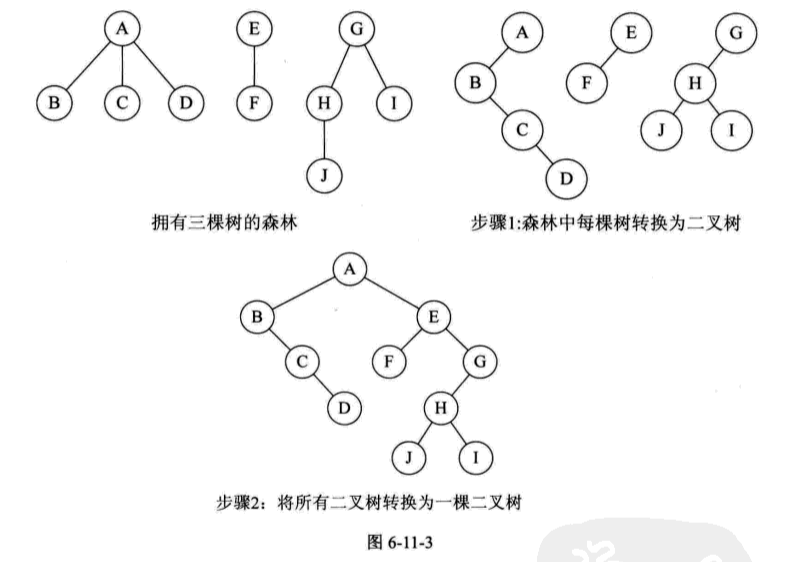 A E G
B C D F H I
J
A E G
B F H
C J I
D
拥有三棵树的森林
步骤1:森林中每棵树转换为二叉树
A
B E
C F G
D H
J I
步骤2：将所有二叉树转换为一棵二叉树
图 6-11-3